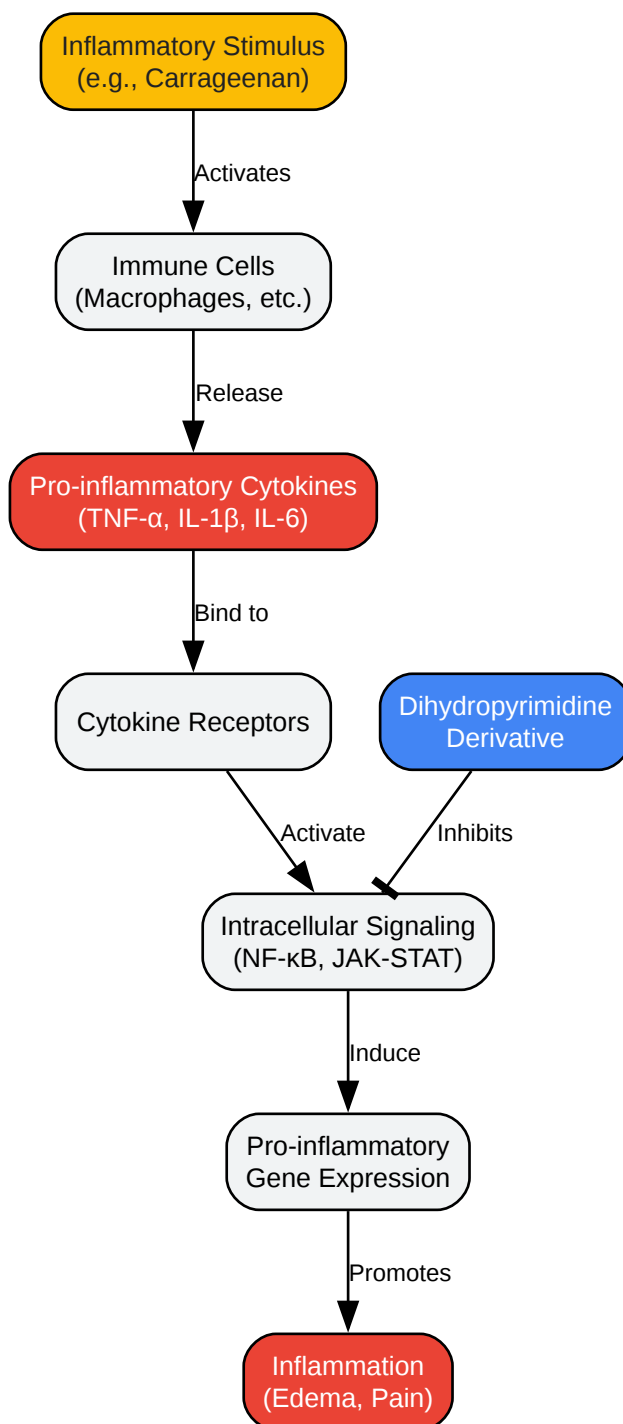 Inflammatory Stimulus
(e.g., Carrageenan)
Activates
Immune Cells
(Macrophages, etc.)
Release
Pro-inflammatory Cytokines
(TNF-α, IL-1β, IL-6)
Bind to
Cytokine Receptors
Dihydropyrimidine
Derivative
Activate
Inhibits
Intracellular Signaling
(NF-κB, JAK-STAT)
Induce
Pro-inflammatory
Gene Expression
Promotes
Inflammation
(Edema, Pain)